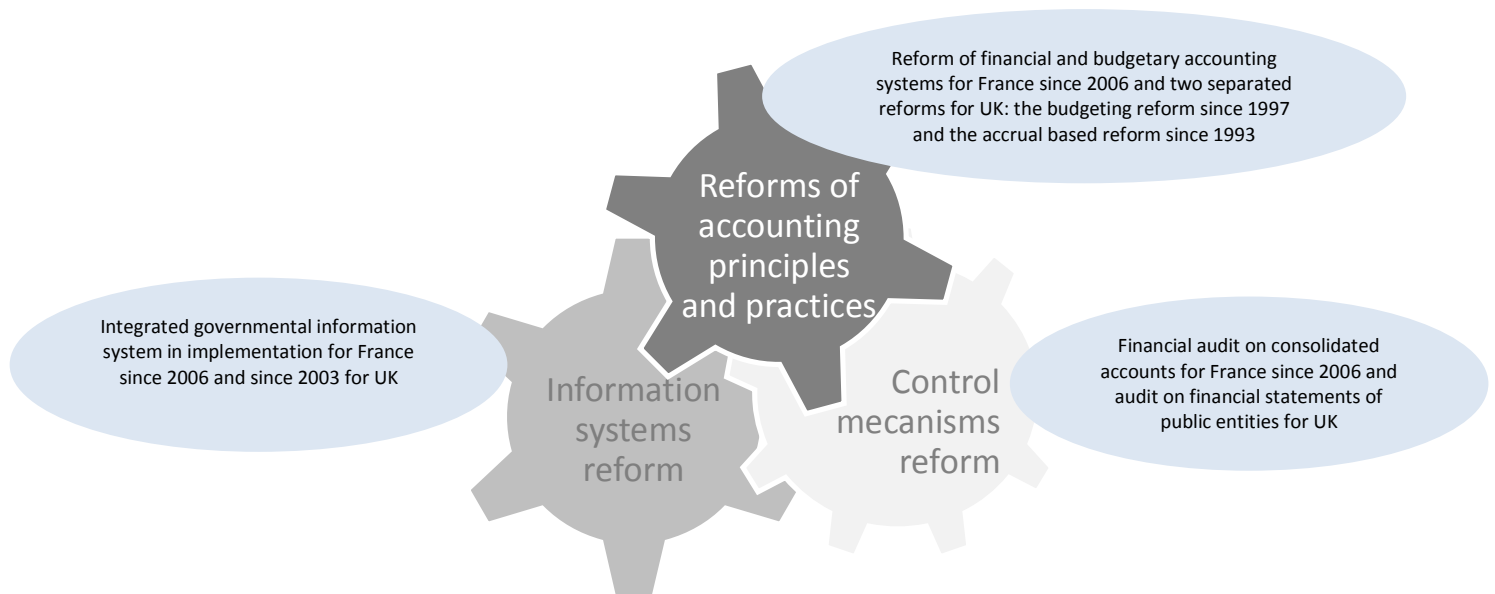 Reform of financial and budgetary accounting
systems for France since 2006 and two separated
reforms for UK: the budgeting reform since 1997
and the accrual based reform since 1993
Reforms of
accounting
principles
and practices
Integrated governmental information
system in implementation for France
since 2006 and since 2003 for UK
Information
systems
reform
Control
mecanisms
reform
Financial audit on consolidated
accounts for France since 2006 and
audit on financial statements of
public entities for UK